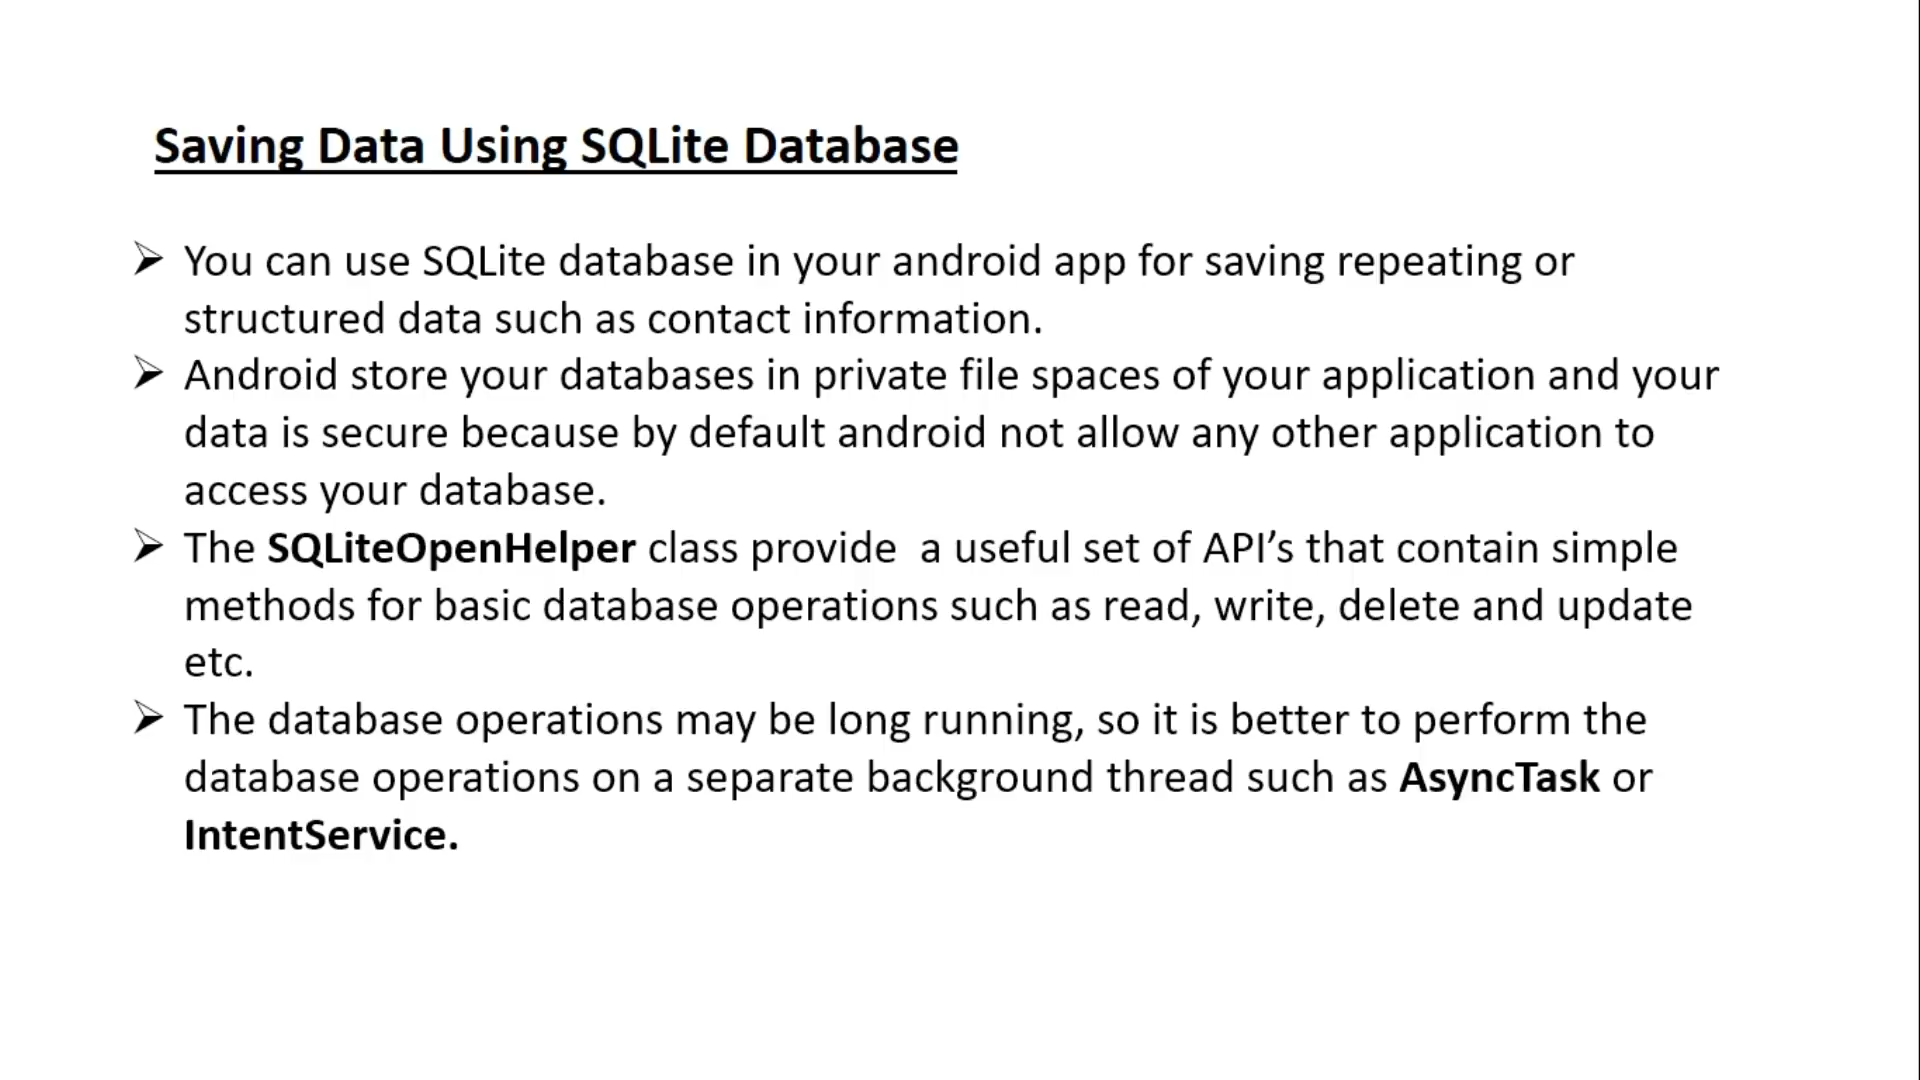 Saving Data Using SQLite Database
➢ You can use SQLite database in your android app for saving repeating or
structured data such as contact information.
➢ Android store your databases in private file spaces of your application and your
data is secure because by default android not allow any other application to
access your database.
➢ The SQLiteOpenHelper class provide  a useful set of API’s that contain simple
methods for basic database operations such as read, write, delete and update
etc.
➢ The database operations may be long running, so it is better to perform the
database operations on a separate background thread such as AsyncTask or
IntentService.